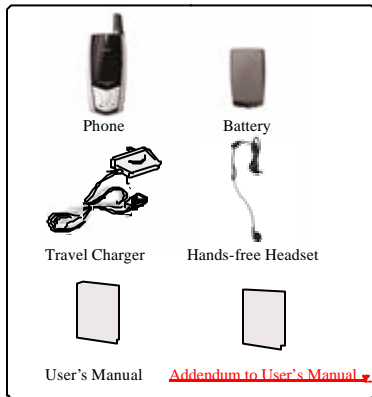 Phone
Battery
Travel Charger
Hands-free Headset
User's Manual
Addendum to User's Manual